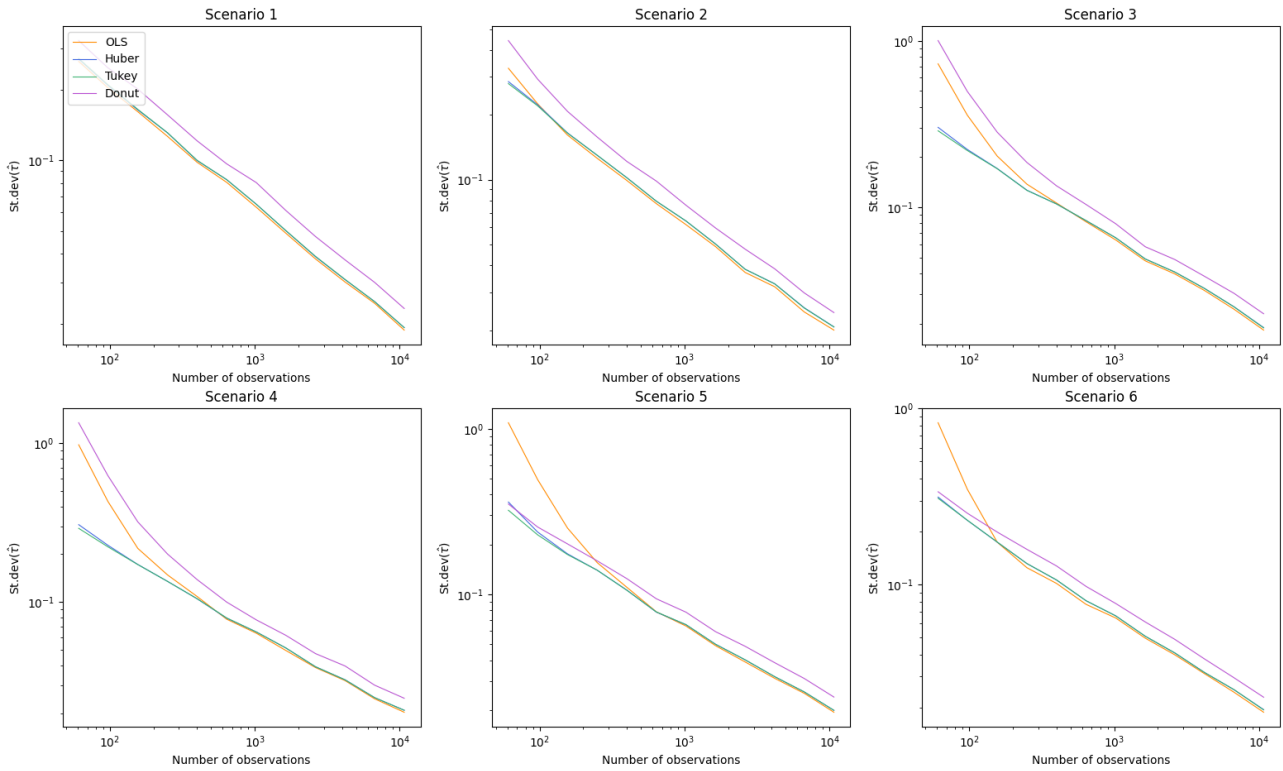 Scenario 1
OLS
Huber
Tukey
Donut
10⁻¹
St.dev(τ̂)
10² 10³ 10⁴
Number of observations
Scenario 2
10⁻¹
St.dev(τ̂)
10² 10³ 10⁴
Number of observations
Scenario 3
10⁰
10⁻¹
St.dev(τ̂)
10² 10³ 10⁴
Number of observations
Scenario 4
10⁰
10⁻¹
St.dev(τ̂)
10² 10³ 10⁴
Number of observations
Scenario 5
10⁰
10⁻¹
St.dev(τ̂)
10² 10³ 10⁴
Number of observations
Scenario 6
10⁰
10⁻¹
St.dev(τ̂)
10² 10³ 10⁴
Number of observations